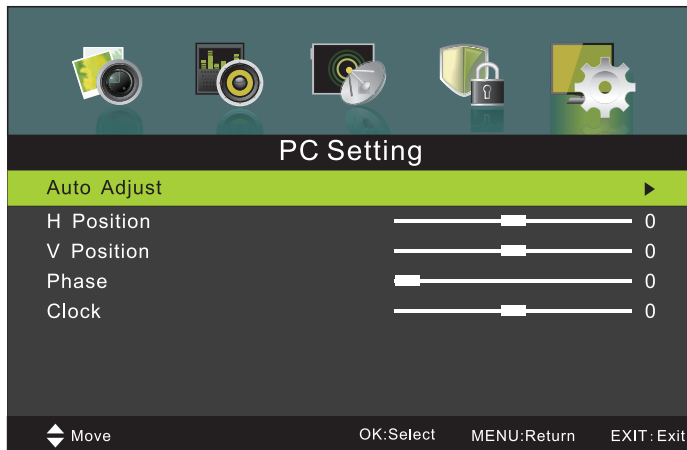 PC Setting
Auto Adjust
H Position 0
V Position 0
Phase 0
Clock 0
Move OK:Select MENU:Return EXIT:Exit